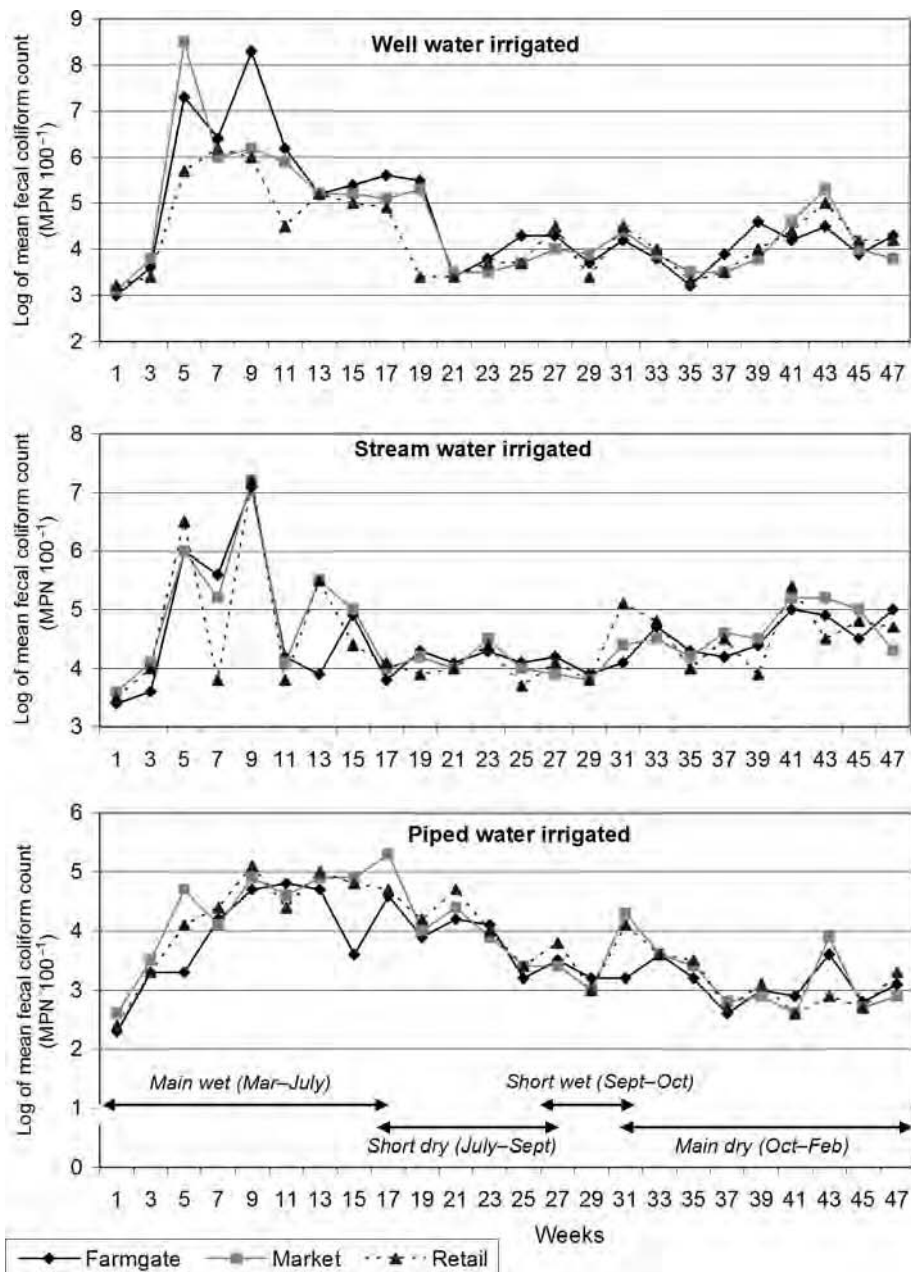 Well water irrigated
Log of mean fecal coliform count
(MPN 100⁻¹)
9
8
7
6
5
4
3
2
1 3 5 7 9 11 13 15 17 19 21 23 25 27 29 31 33 35 37 39 41 43 45 47
Stream water irrigated
Log of mean fecal coliform count
(MPN 100⁻¹)
8
7
6
5
4
3
1 3 5 7 9 11 13 15 17 19 21 23 25 27 29 31 33 35 37 39 41 43 45 47
Piped water irrigated
Log of mean fecal coliform count
(MPN 100⁻¹)
6
5
4
3
2
1
0
Main wet (Mar–July)
Short wet (Sept–Oct)
Short dry (July–Sept)
Main dry (Oct–Feb)
1 3 5 7 9 11 13 15 17 19 21 23 25 27 29 31 33 35 37 39 41 43 45 47
Weeks
Farmgate Market Retail